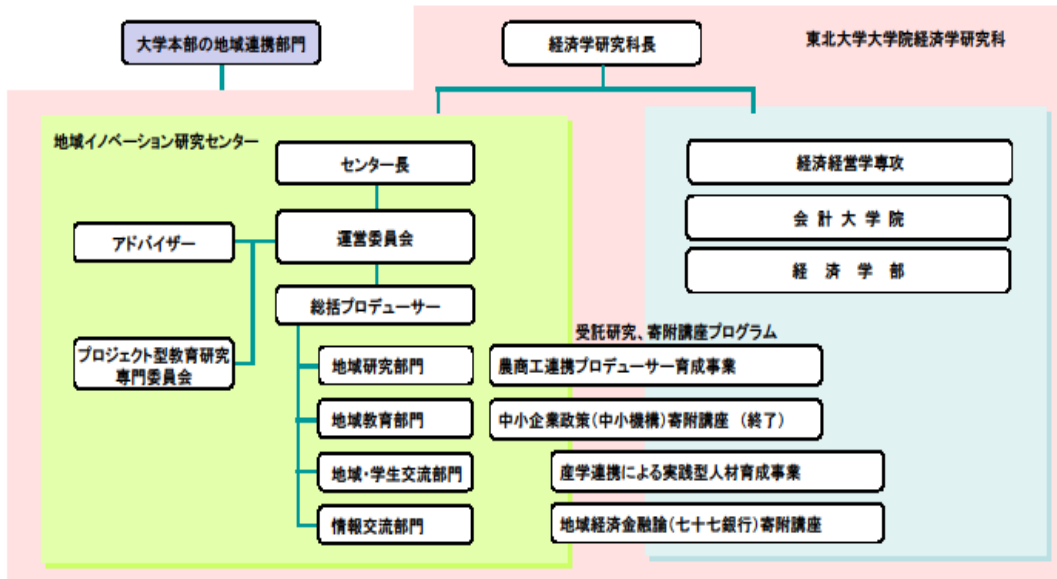 大学本部の地域連携部門
経済学研究科長
東北大学大学院経済学研究科
地域イノベーション研究センター
センター長
経済経営学専攻
アドバイザー
運営委員会
会 計 大 学 院
経 済 学 部
総括プロデューサー
受託研究、寄附講座プログラム
プロジェクト型教育研究
専門委員会
地域研究部門
農商工連携プロデューサー育成事業
地域教育部門
中小企業政策(中小機構)寄附講座 (終了)
地域・学生交流部門
産学連携による実践型人材育成事業
情報交流部門
地域経済金融論(七十七銀行)寄附講座